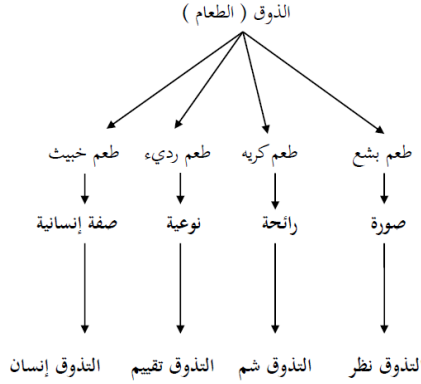 الذوق ( الطعام )
طعم بشع    طعم كريه    طعم رديء    طعم خبيث
صورة    رائحة    نوعية    صفة إنسانية
لتذوق نظر    التذوق شم    التذوق تقييم    التذوق إنسان